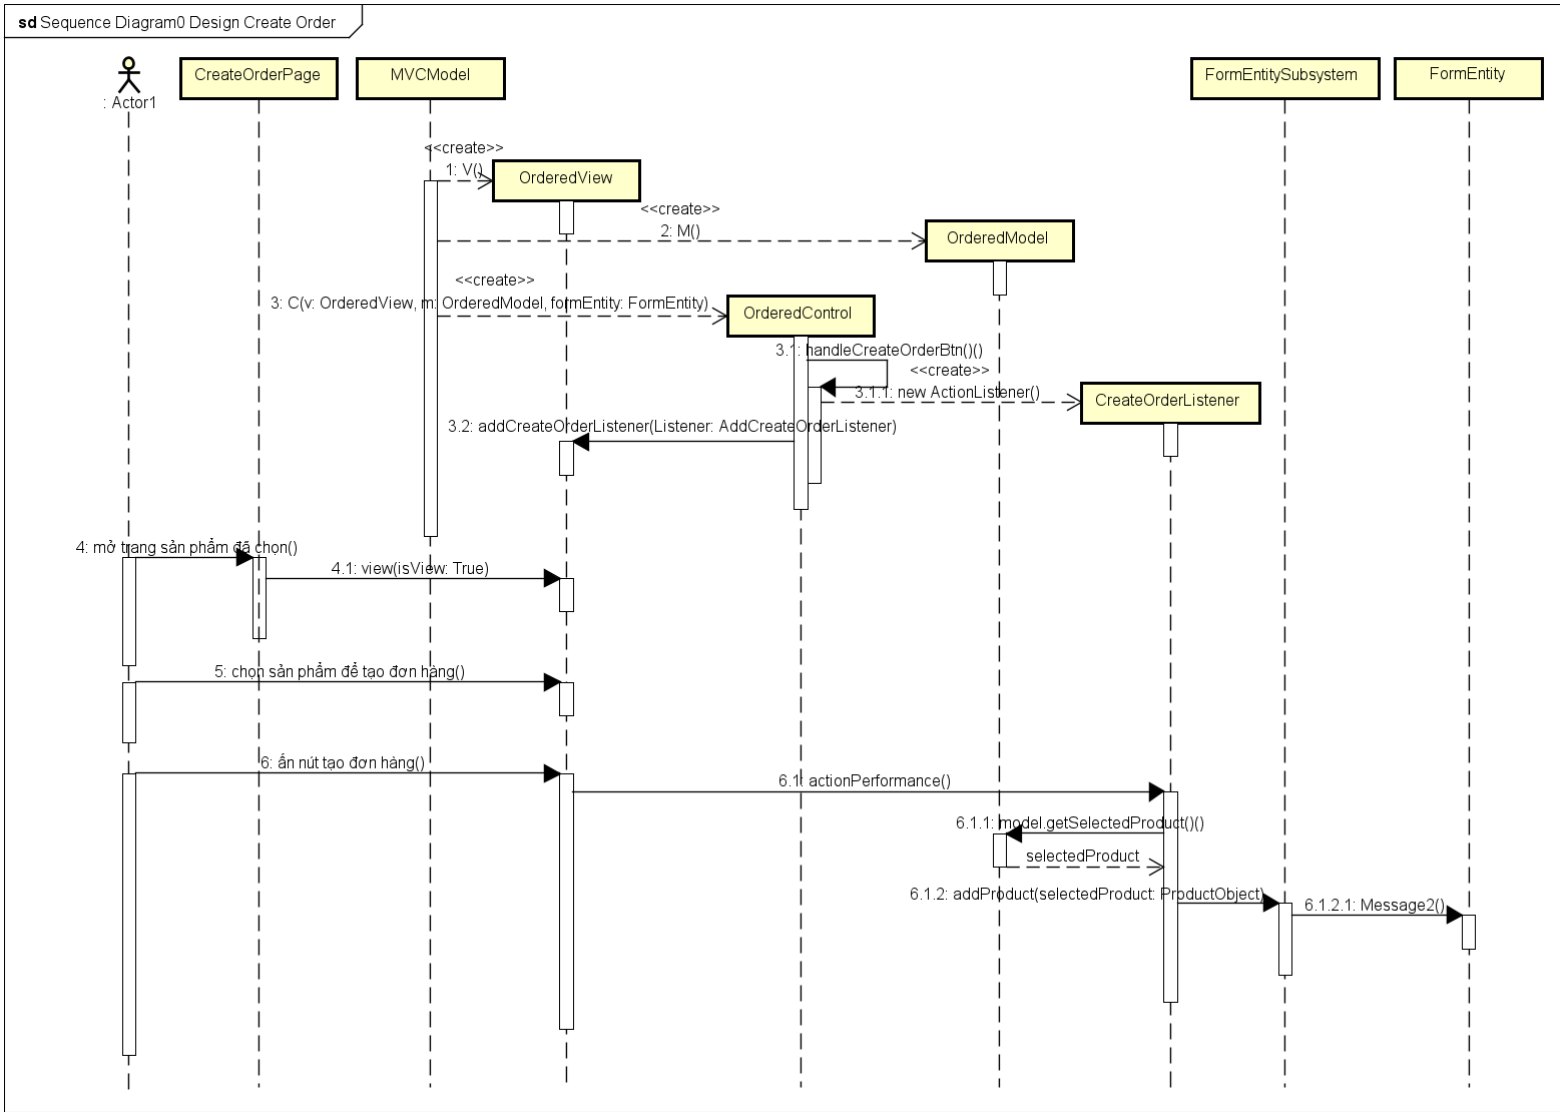 sd Sequence Diagram0 Design Create Order
: Actor1
CreateOrderPage
MVCModel
FormEntitySubsystem
FormEntity
<<create>>
1: V()
OrderedView
<<create>>
2: M()
OrderedModel
<<create>>
3: C(v: OrderedView, m: OrderedModel, formEntity: FormEntity)
OrderedControl
3.1: handleCreateOrderBtn()()
<<create>>
3.1.1: new ActionListener()
CreateOrderListener
3.2: addCreateOrderListener(Listener: AddCreateOrderListener)
4: mở trang sản phẩm đã chọn()
4.1: view(isView: True)
5: chọn sản phẩm để tạo đơn hàng()
6: ấn nút tạo đơn hàng()
6.1: actionPerformance()
6.1.1: model.getSelectedProduct()()
selectedProduct
6.1.2: addProduct(selectedProduct: ProductObject)
6.1.2.1: Message2()